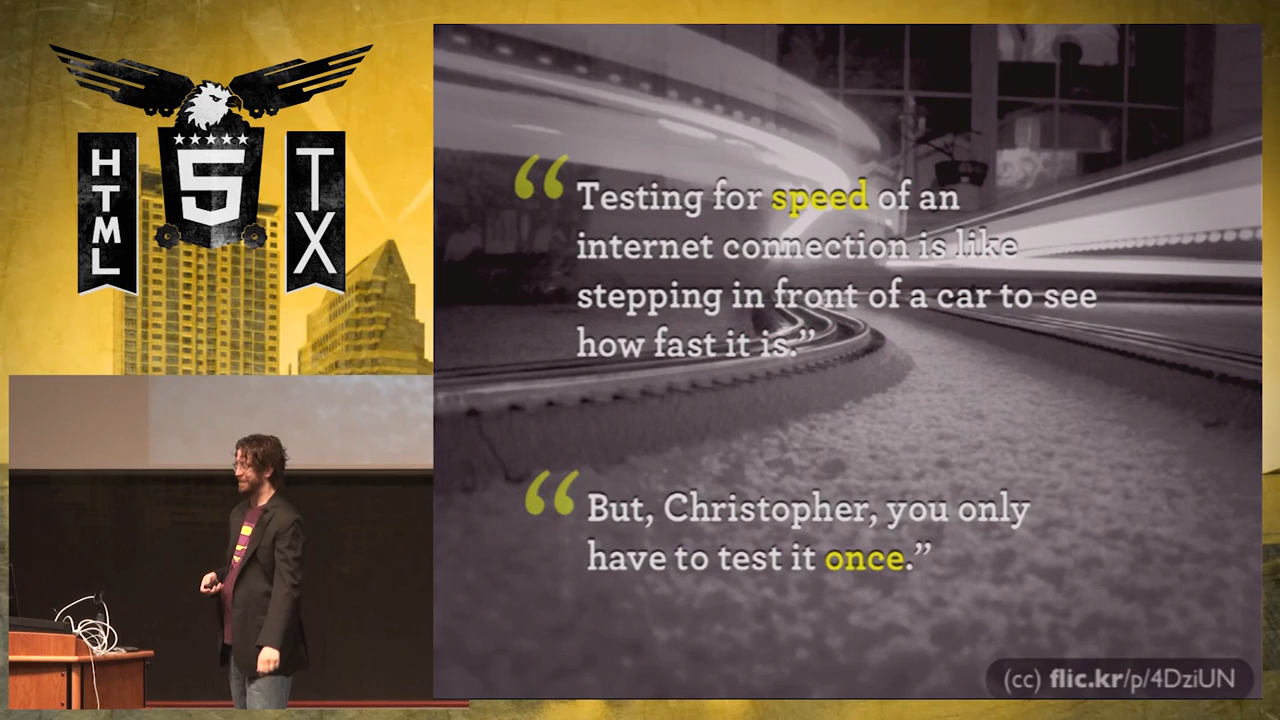 HTML
5
TX
“Testing for speed of an
internet connection is like
stepping in front of a car to see
how fast it is.”
“But, Christopher, you only
have to test it once.”
(cc) flic.kr/p/4DziUN